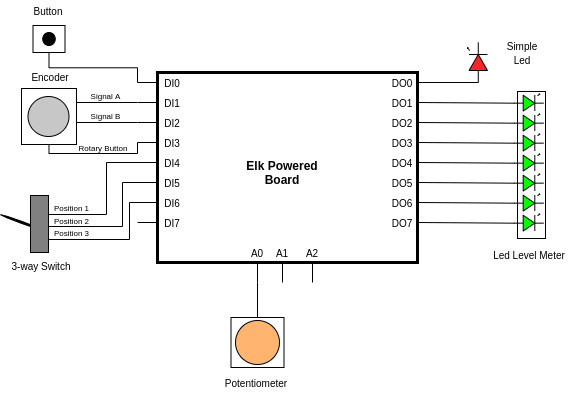 Button
Simple
Led
Encoder
Signal A
Signal B
Rotary Button
Position 1
Position 2
Position 3
3-way Switch
DI0
DI1
DI2
DI3
DI4
DI5
DI6
DI7
Elk Powered
Board
DO0
DO1
DO2
DO3
DO4
DO5
DO6
DO7
A0 A1 A2
Led Level Meter
Potentiometer